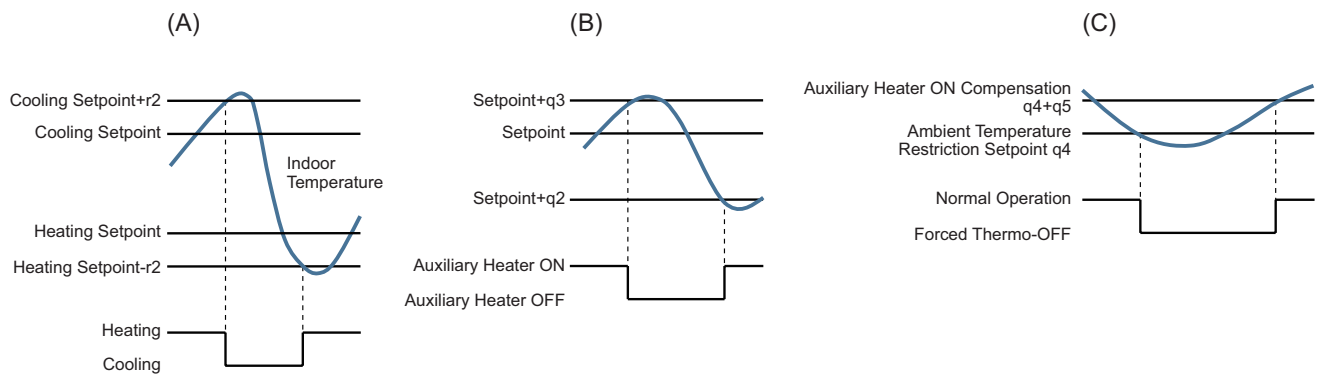 (A)
Cooling Setpoint+r2
Cooling Setpoint
Indoor
Temperature
Heating Setpoint
Heating Setpoint-r2
Heating
Cooling
(B)
Setpoint+q3
Setpoint
Setpoint+q2
Auxiliary Heater ON
Auxiliary Heater OFF
(C)
Auxiliary Heater ON Compensation
q4+q5
Ambient Temperature
Restriction Setpoint q4
Normal Operation
Forced Thermo-OFF